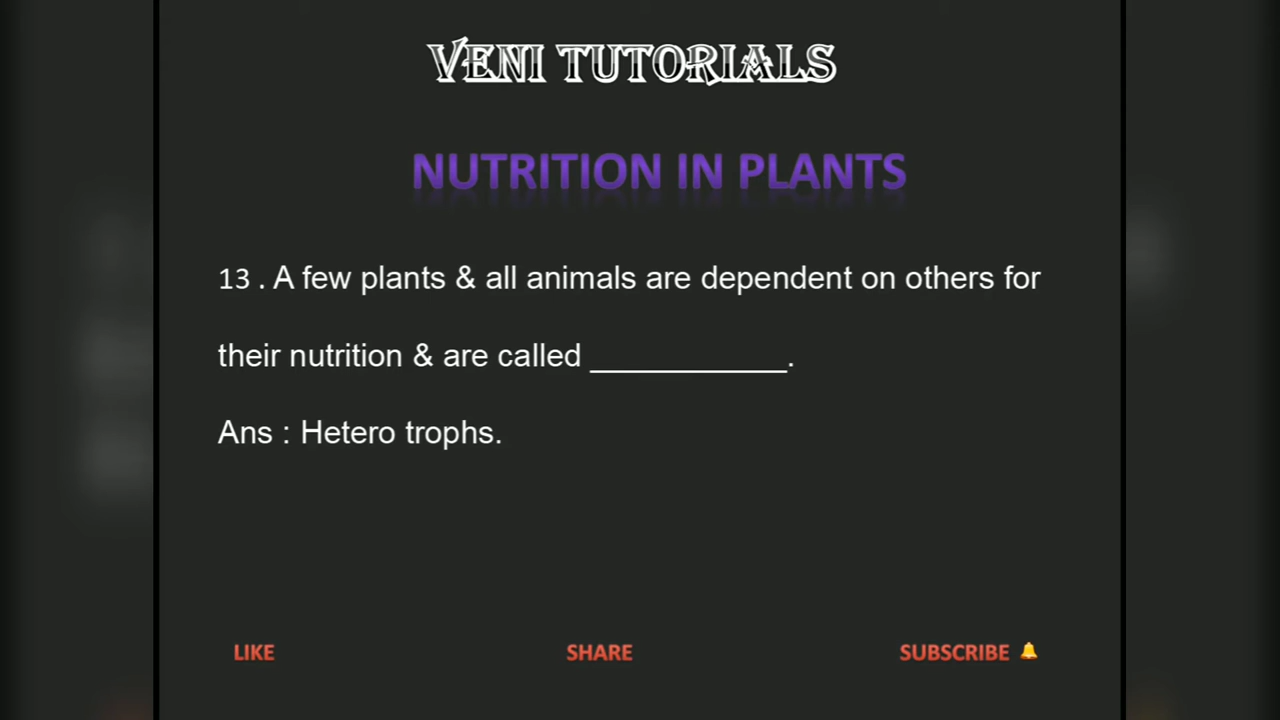 VENI TUTORIALS
NUTRITION IN PLANTS
13 . A few plants & all animals are dependent on others for
their nutrition & are called ___________.
Ans : Hetero trophs.
LIKE SHARE SUBSCRIBE 🔔